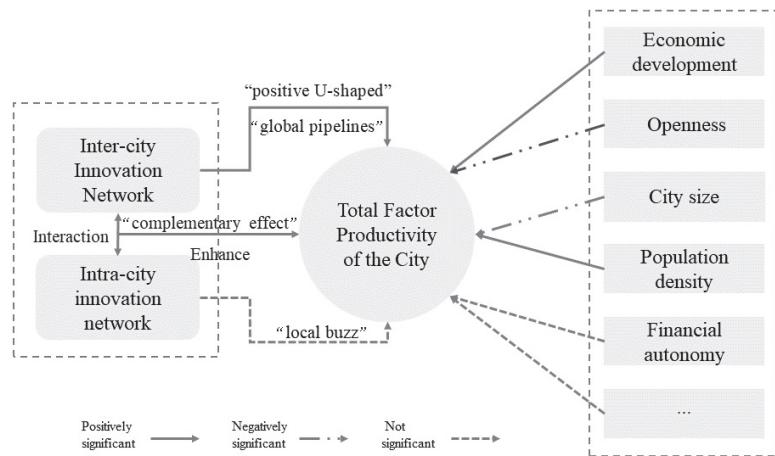 “positive U-shaped”
“global pipelines”
Inter-city
Innovation
Network
Interaction
“complementary effect”
Enhance
Intra-city
innovation
network
“local buzz”
Total Factor
Productivity
of the City
Economic
development
Openness
City size
Population
density
Financial
autonomy
...
Positively
significant
Negatively
significant
Not
significant